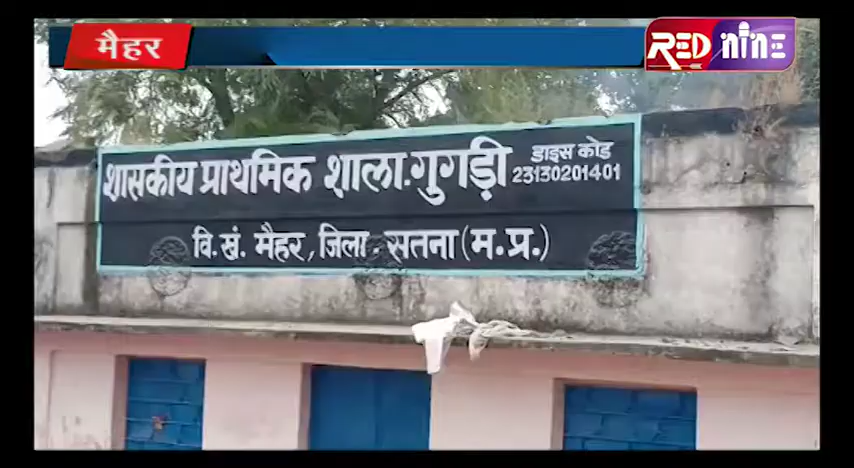 मैहर
RED NINE
शासकीय प्राथमिक शाला.गुगड़ी डाइस कोड 23130201401
वि.खं. मैहर, जिला-सतना (म.प्र.)